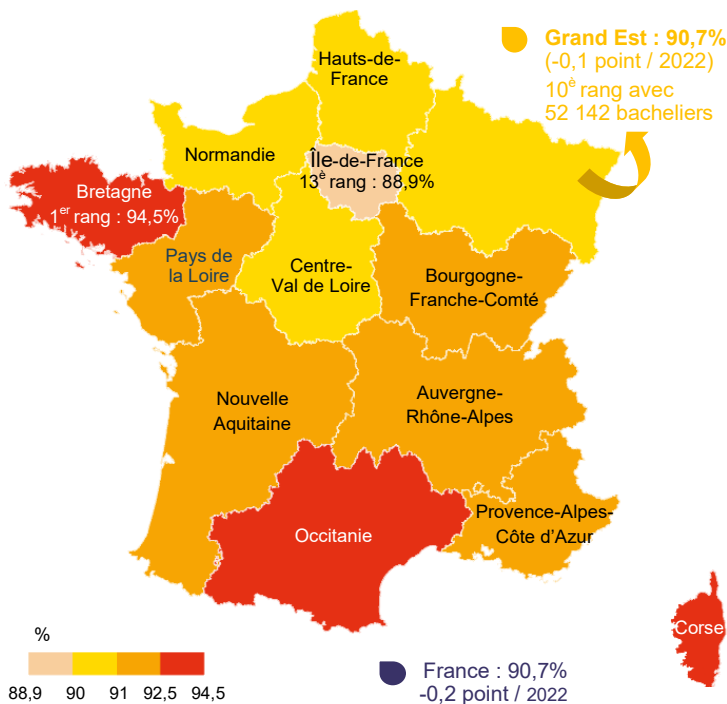 Grand Est : 90,7%
(-0,1 point / 2022)
10è rang avec
52 142 bacheliers
Hauts-de-
France
Normandie
Île-de-France
13è rang : 88,9%
Bretagne
1er rang : 94,5%
Pays de
la Loire
Centre-
Val de Loire
Bourgogne-
Franche-Comté
Nouvelle
Aquitaine
Auvergne-
Rhône-Alpes
Provence-Alpes-
Côte d'Azur
Occitanie
Corse
%
88,9 90 91 92,5 94,5
France : 90,7%
-0,2 point / 2022